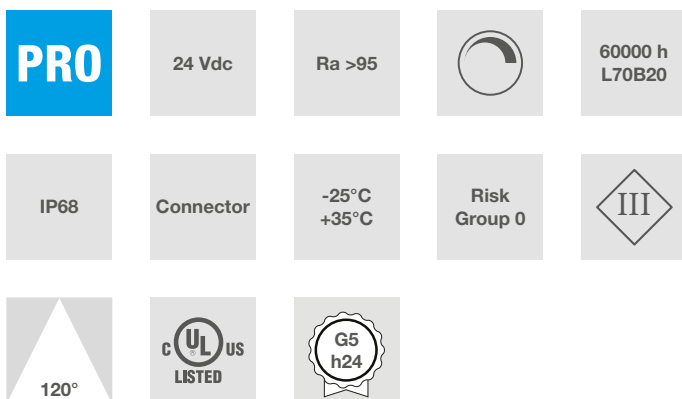 PRO
24 Vdc
Ra >95
60000 h
L70B20
IP68
Connector
-25°C
+35°C
Risk
Group 0
III
120°
C UL® US
LISTED
G5
h24